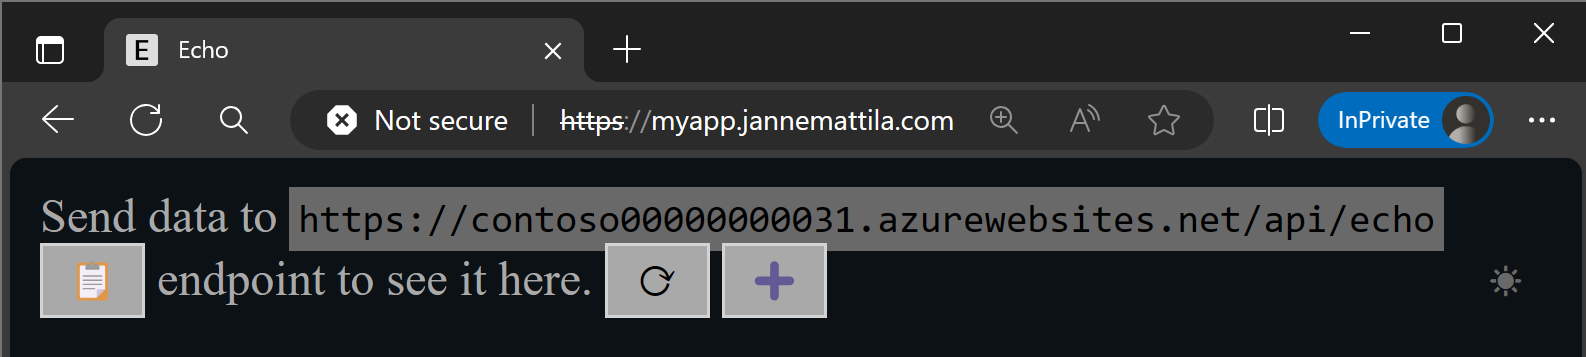 E Echo
Not secure https://myapp.jannemattila.com A InPrivate
Send data to https://contoso00000000031.azurewebsites.net/api/echo
endpoint to see it here.